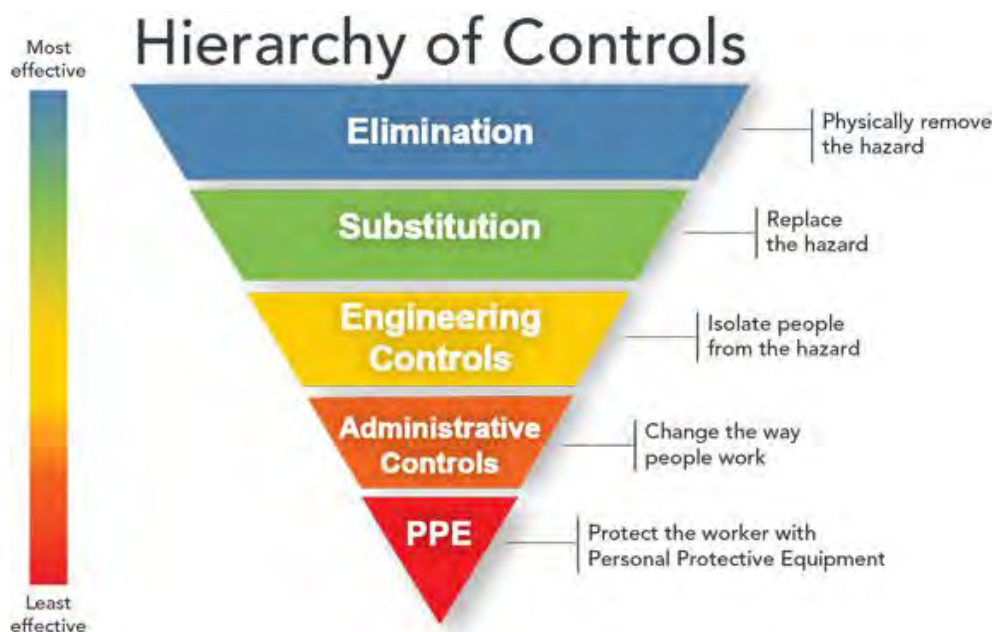 Hierarchy of Controls
Most
effective
Elimination
Physically remove
the hazard
Substitution
Replace
the hazard
Engineering
Controls
Isolate people
from the hazard
Administrative
Controls
Change the way
people work
PPE
Protect the worker with
Personal Protective Equipment
Least
effective